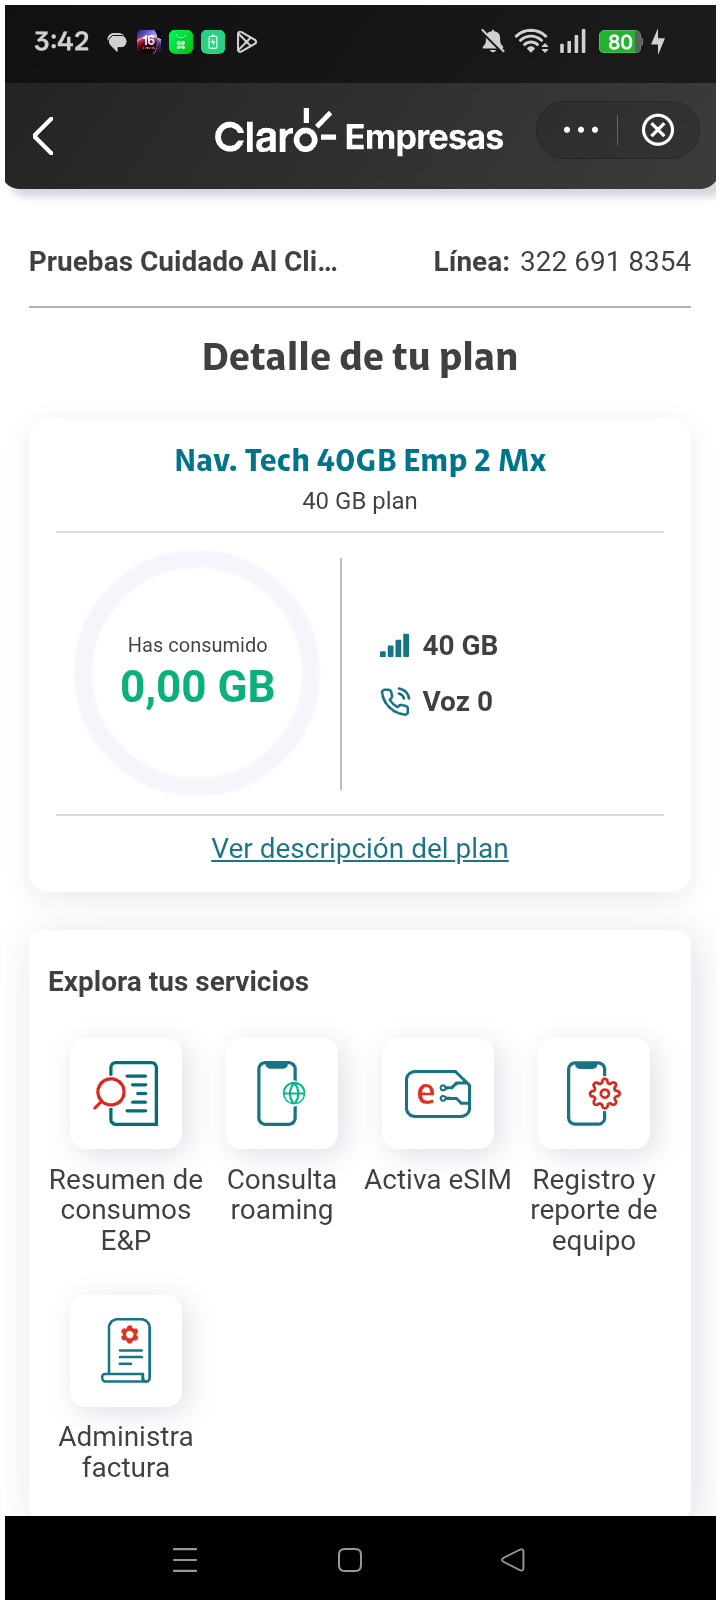 3:42
16
80
Claro Empresas
Pruebas Cuidado Al Cli...
Línea: 322 691 8354
Detalle de tu plan
Nav. Tech 40GB Emp 2 Mx
40 GB plan
Has consumido
0,00 GB
40 GB
Voz 0
Ver descripción del plan
Explora tus servicios
Resumen de
consumos
E&P
Consulta
roaming
e
Activa eSIM
Registro y
reporte de
equipo
Administra
factura